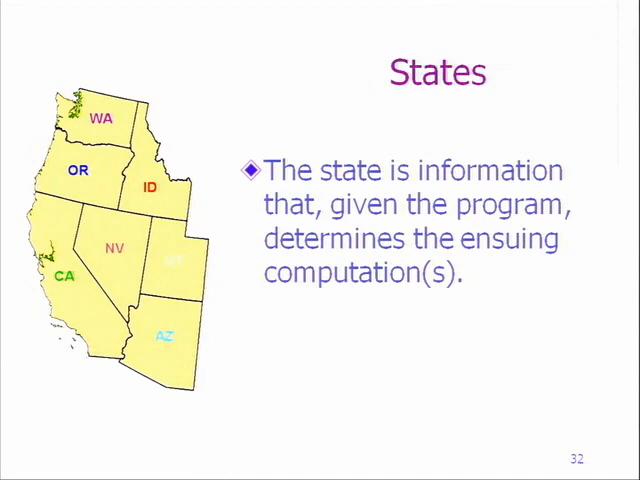 States
WA
OR
ID
NV
UT
CA
AZ
The state is information
that, given the program,
determines the ensuing
computation(s).
32